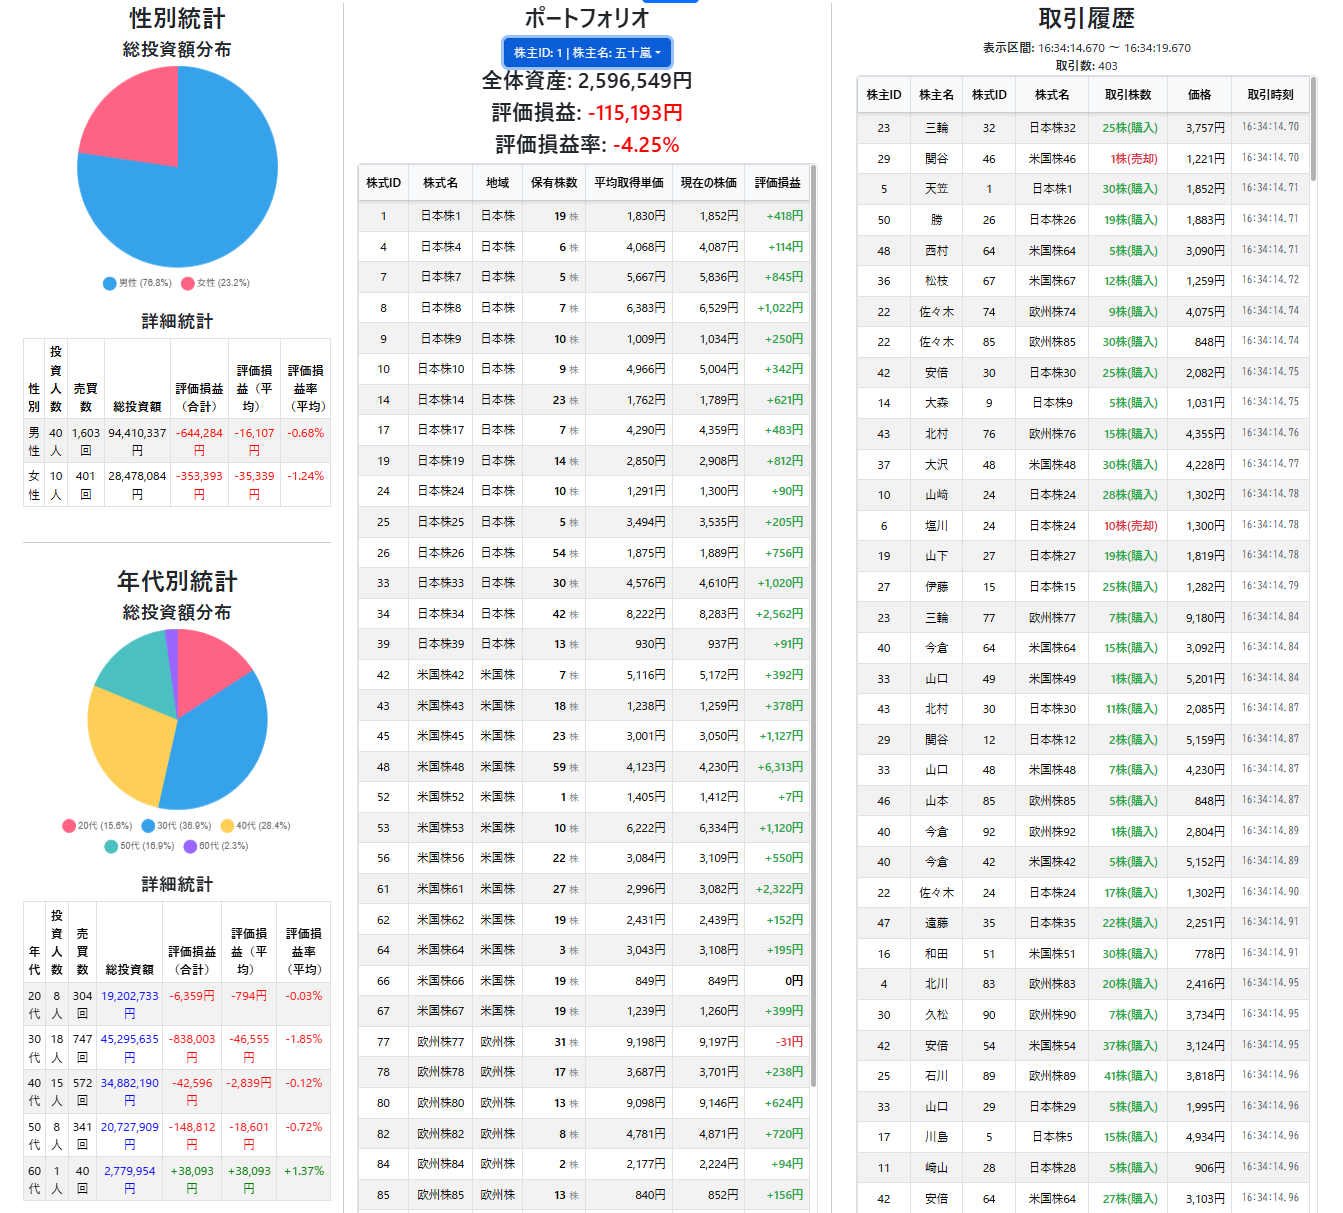 性別統計
総投資額分布
男性 (76.8%) 女性 (23.2%)
詳細統計
性別 投資人数 売買数 総投資額 評価損益（合計） 評価損益（平均） 評価損益率（平均）
男性 40人 1,603回 94,410,337円 -644,284円 -16,107円 -0.68%
女性 10人 401回 28,478,084円 -353,393円 -35,339円 -1.24%
年代別統計
総投資額分布
20代 (15.6%) 30代 (36.9%) 40代 (28.4%)
50代 (16.9%) 60代 (2.3%)
詳細統計
年代 投資人数 売買数 総投資額 評価損益（合計） 評価損益（平均） 評価損益率（平均）
20代 8人 304回 19,202,733円 -6,359円 -794円 -0.03%
30代 18人 747回 45,295,635円 -838,003円 -46,555円 -1.85%
40代 15人 572回 34,882,190円 -42,596円 -2,839円 -0.12%
50代 8人 341回 20,727,909円 -148,812円 -18,601円 -0.72%
60代 1人 40回 2,779,954円 +38,093円 +38,093円 +1.37%
ポートフォリオ
株主ID: 1 | 株主名: 五十嵐
全体資産: 2,596,549円
評価損益: -115,193円
評価損益率: -4.25%
株式ID 株式名 地域 保有株数 平均取得単価 現在の株価 評価損益
1 日本株1 日本株 19 株 1,830円 1,852円 +418円
4 日本株4 日本株 6 株 4,068円 4,087円 +114円
7 日本株7 日本株 5 株 5,667円 5,836円 +845円
8 日本株8 日本株 7 株 6,383円 6,529円 +1,022円
9 日本株9 日本株 10 株 1,009円 1,034円 +250円
10 日本株10 日本株 9 株 4,966円 5,004円 +342円
14 日本株14 日本株 23 株 1,762円 1,789円 +621円
17 日本株17 日本株 7 株 4,290円 4,359円 +483円
19 日本株19 日本株 14 株 2,850円 2,908円 +812円
24 日本株24 日本株 10 株 1,291円 1,300円 +90円
25 日本株25 日本株 5 株 3,494円 3,535円 +205円
26 日本株26 日本株 54 株 1,875円 1,889円 +756円
33 日本株33 日本株 30 株 4,576円 4,610円 +1,020円
34 日本株34 日本株 42 株 8,222円 8,283円 +2,562円
39 日本株39 日本株 13 株 930円 937円 +91円
42 米国株42 米国株 7 株 5,116円 5,172円 +392円
43 米国株43 米国株 18 株 1,238円 1,259円 +378円
45 米国株45 米国株 23 株 3,001円 3,050円 +1,127円
48 米国株48 米国株 59 株 4,123円 4,230円 +6,313円
52 米国株52 米国株 1 株 1,405円 1,412円 +7円
53 米国株53 米国株 10 株 6,222円 6,334円 +1,120円
56 米国株56 米国株 22 株 3,084円 3,109円 +550円
61 米国株61 米国株 27 株 2,996円 3,082円 +2,322円
62 米国株62 米国株 19 株 2,431円 2,439円 +152円
64 米国株64 米国株 3 株 3,043円 3,108円 +195円
66 米国株66 米国株 19 株 849円 849円 0円
67 米国株67 米国株 19 株 1,239円 1,260円 +399円
77 欧州株77 欧州株 31 株 9,198円 9,197円 -31円
78 欧州株78 欧州株 17 株 3,687円 3,701円 +238円
80 欧州株80 欧州株 13 株 9,098円 9,146円 +624円
82 欧州株82 欧州株 8 株 4,781円 4,871円 +720円
84 欧州株84 欧州株 2 株 2,177円 2,224円 +94円
85 欧州株85 欧州株 13 株 840円 852円 +156円
取引履歴
表示区間: 16:34:14.670 〜 16:34:19.670
取引数: 403
株主ID 株主名 株式ID 株式名 取引株数 価格 取引時刻
23 三輪 32 日本株32 25株(購入) 3,757円 16:34:14.70
29 関谷 46 米国株46 1株(売却) 1,221円 16:34:14.70
5 天笠 1 日本株1 30株(購入) 1,852円 16:34:14.71
50 勝 26 日本株26 19株(購入) 1,883円 16:34:14.71
48 西村 64 米国株64 5株(購入) 3,090円 16:34:14.71
36 松枝 67 米国株67 12株(購入) 1,259円 16:34:14.72
22 佐々木 74 欧州株74 9株(購入) 4,075円 16:34:14.74
22 佐々木 85 欧州株85 30株(購入) 848円 16:34:14.74
42 安倍 30 日本株30 25株(購入) 2,082円 16:34:14.75
14 大森 9 日本株9 5株(購入) 1,031円 16:34:14.75
43 北村 76 欧州株76 15株(購入) 4,355円 16:34:14.76
37 大沢 48 米国株48 30株(購入) 4,228円 16:34:14.77
10 山﨑 24 日本株24 28株(購入) 1,302円 16:34:14.78
6 塩川 24 日本株24 10株(売却) 1,300円 16:34:14.78
19 山下 27 日本株27 19株(購入) 1,819円 16:34:14.78
27 伊藤 15 日本株15 25株(購入) 1,282円 16:34:14.79
23 三輪 77 欧州株77 7株(購入) 9,180円 16:34:14.84
40 今倉 64 米国株64 15株(購入) 3,092円 16:34:14.84
33 山口 49 米国株49 1株(購入) 5,201円 16:34:14.84
43 北村 30 日本株30 11株(購入) 2,085円 16:34:14.87
29 関谷 12 日本株12 2株(購入) 5,159円 16:34:14.87
33 山口 48 米国株48 7株(購入) 4,230円 16:34:14.87
46 山本 85 欧州株85 5株(購入) 848円 16:34:14.87
40 今倉 92 欧州株92 1株(購入) 2,804円 16:34:14.89
40 今倉 42 米国株42 5株(購入) 5,152円 16:34:14.89
22 佐々木 24 日本株24 17株(購入) 1,302円 16:34:14.90
47 遠藤 35 日本株35 22株(購入) 2,251円 16:34:14.91
16 和田 51 米国株51 30株(購入) 778円 16:34:14.91
4 北川 83 欧州株83 20株(購入) 2,416円 16:34:14.95
30 久松 90 欧州株90 7株(購入) 3,734円 16:34:14.95
42 安倍 54 米国株54 37株(購入) 3,124円 16:34:14.95
25 石川 89 欧州株89 41株(購入) 3,818円 16:34:14.96
33 山口 29 日本株29 5株(購入) 1,995円 16:34:14.96
17 川島 5 日本株5 15株(購入) 4,934円 16:34:14.96
11 崎山 28 日本株28 5株(購入) 906円 16:34:14.96
42 安倍 64 米国株64 27株(購入) 3,103円 16:34:14.96